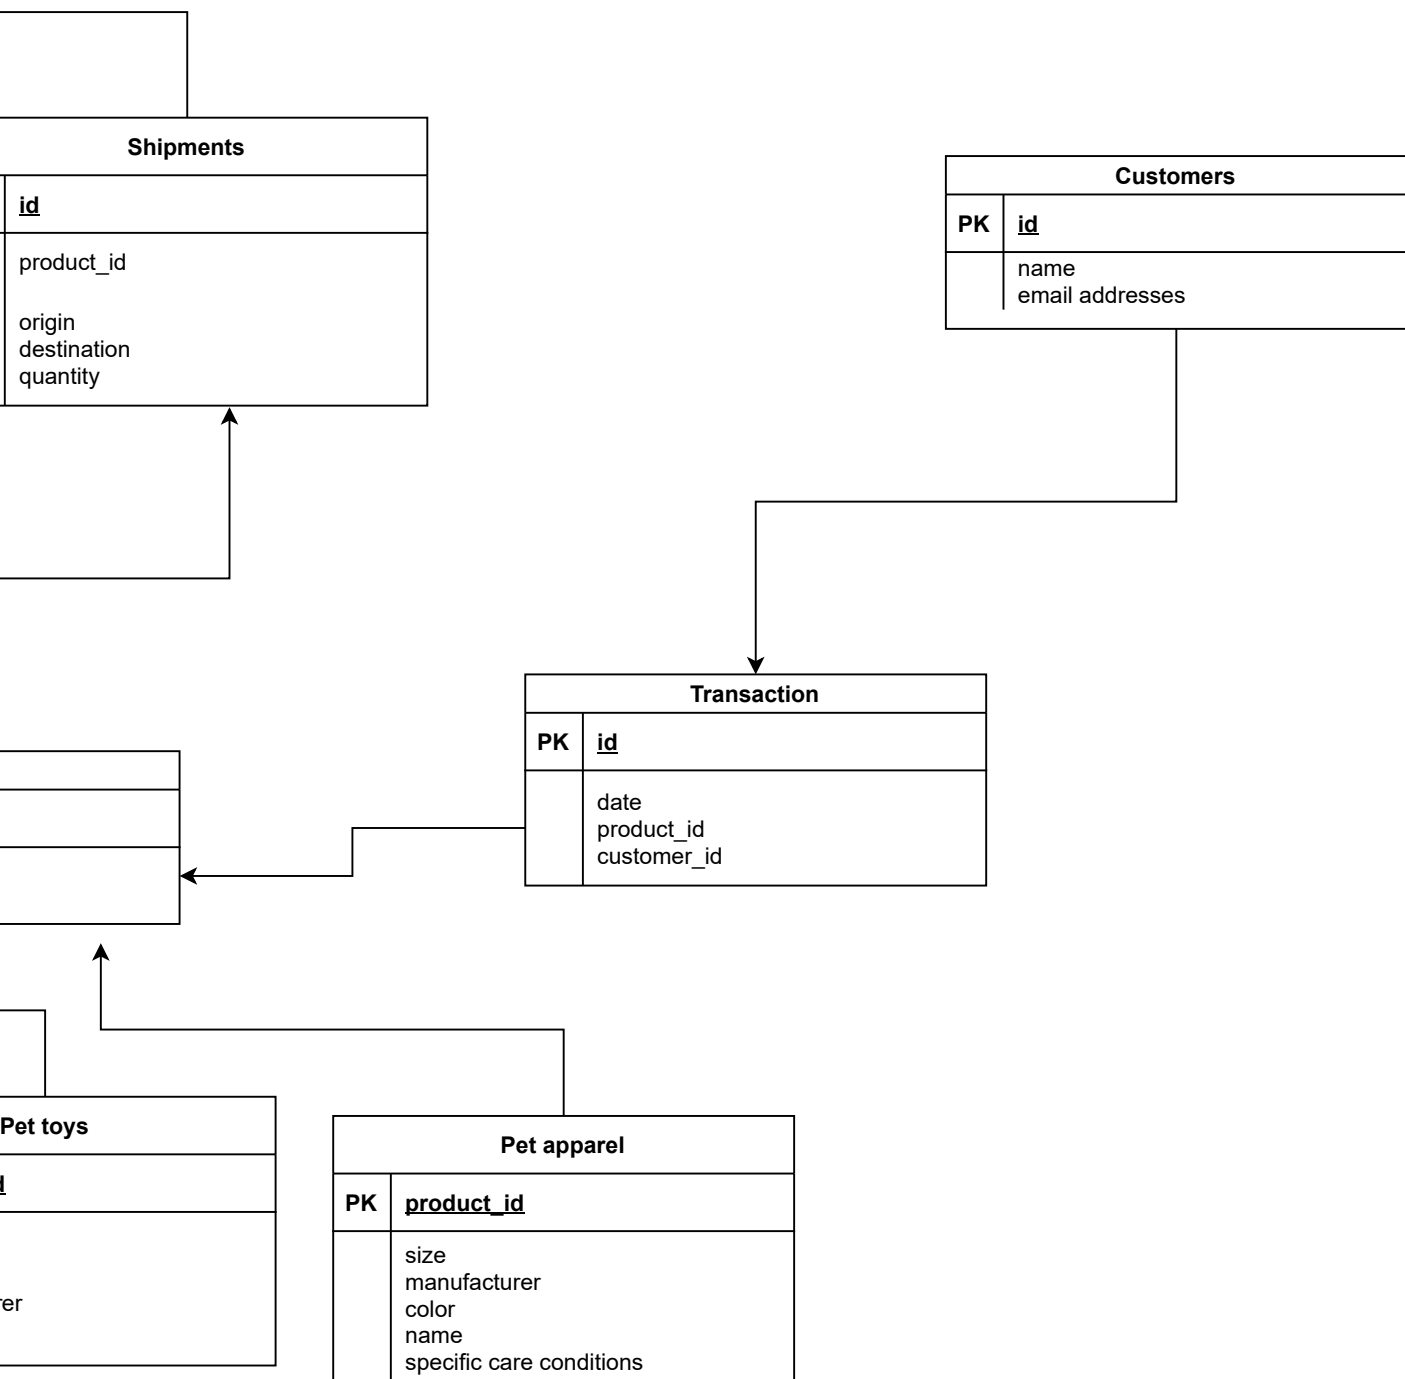 Shipments
id
product_id
origin
destination
quantity
Customers
PK id
name
email addresses
Transaction
PK id
date
product_id
customer_id
Pet toys
Pet apparel
PK product_id
size
manufacturer
color
name
specific care conditions